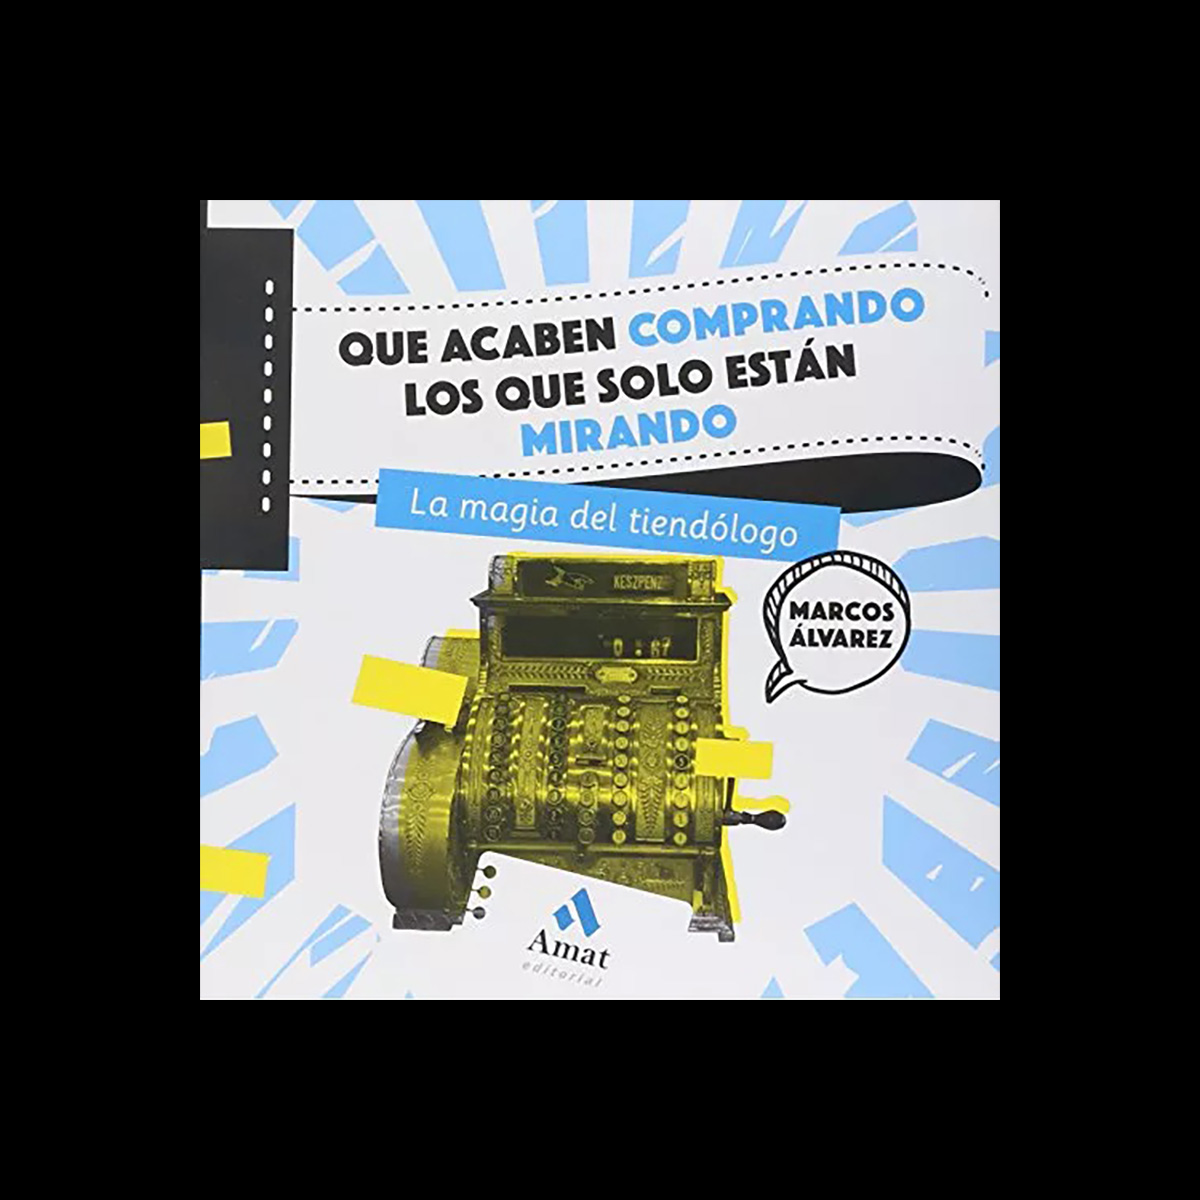 QUE ACABEN COMPRANDO
LOS QUE SOLO ESTÁN
MIRANDO
La magia del tiendólogo
KESZPENZ
MARCOS
ÁLVAREZ
Amat
editorial